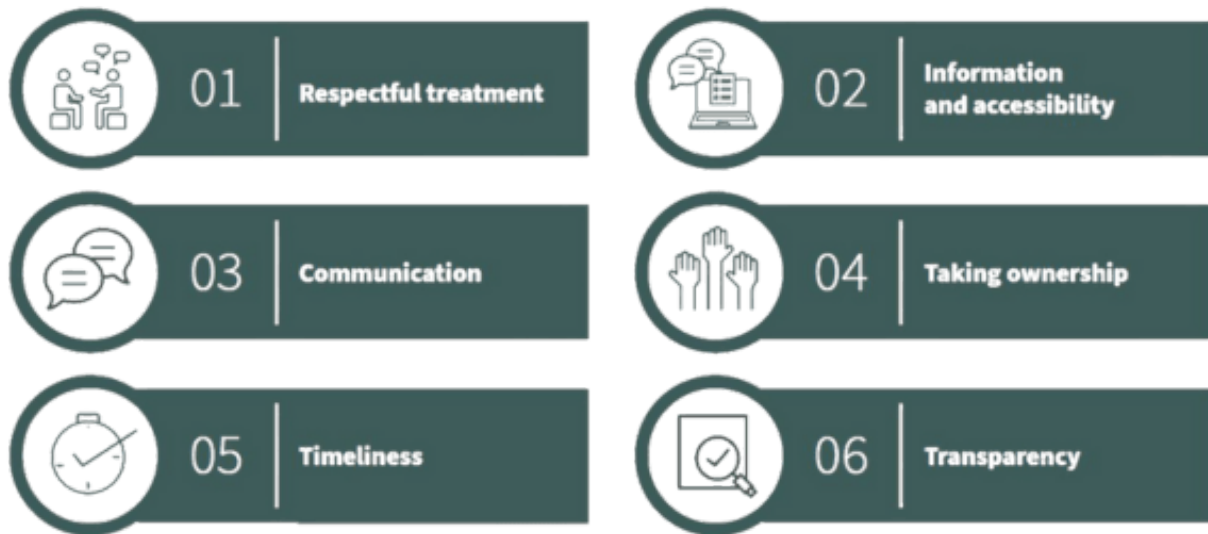 01
Respectful treatment
02
Information
and accessibility
03
Communication
04
Taking ownership
05
Timeliness
06
Transparency